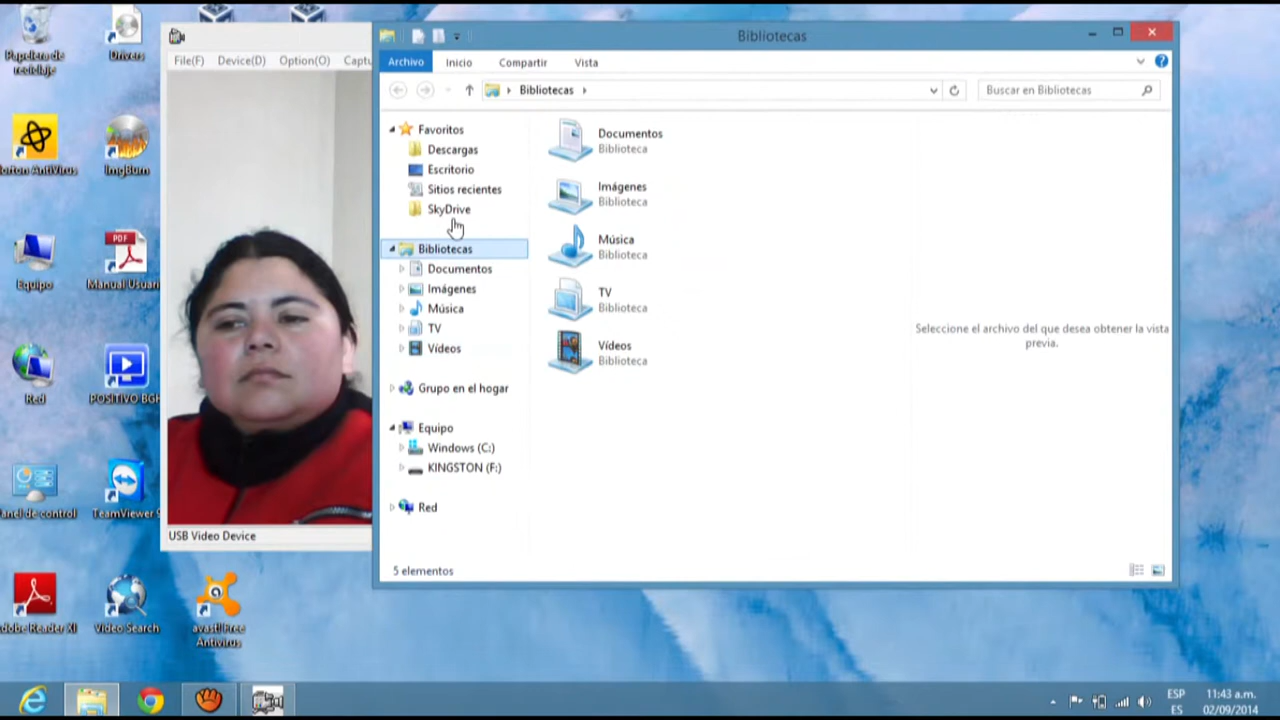 Papelera de
reciclaje
Drivers
Norton AntiVirus
ImgBurn
Equipo
PDF
Manual Usuari
Red
POSITIVO BGH
Panel de control
TeamViewer 9
Adobe Reader XI
Video Search
avast! Free
Antivirus
File(F) Device(D) Option(O) Captu
USB Video Device
Bibliotecas
Archivo Inicio Compartir Vista
Bibliotecas
Buscar en Bibliotecas
Favoritos
Descargas
Escritorio
Sitios recientes
SkyDrive
Bibliotecas
Documentos
Imágenes
Música
TV
Vídeos
Grupo en el hogar
Equipo
Windows (C:)
KINGSTON (F:)
Red
Documentos
Biblioteca
Imágenes
Biblioteca
Música
Biblioteca
TV
Biblioteca
Vídeos
Biblioteca
Seleccione el archivo del que desea obtener la vista
previa.
5 elementos
ESP
ES
11:43 a.m.
02/09/2014